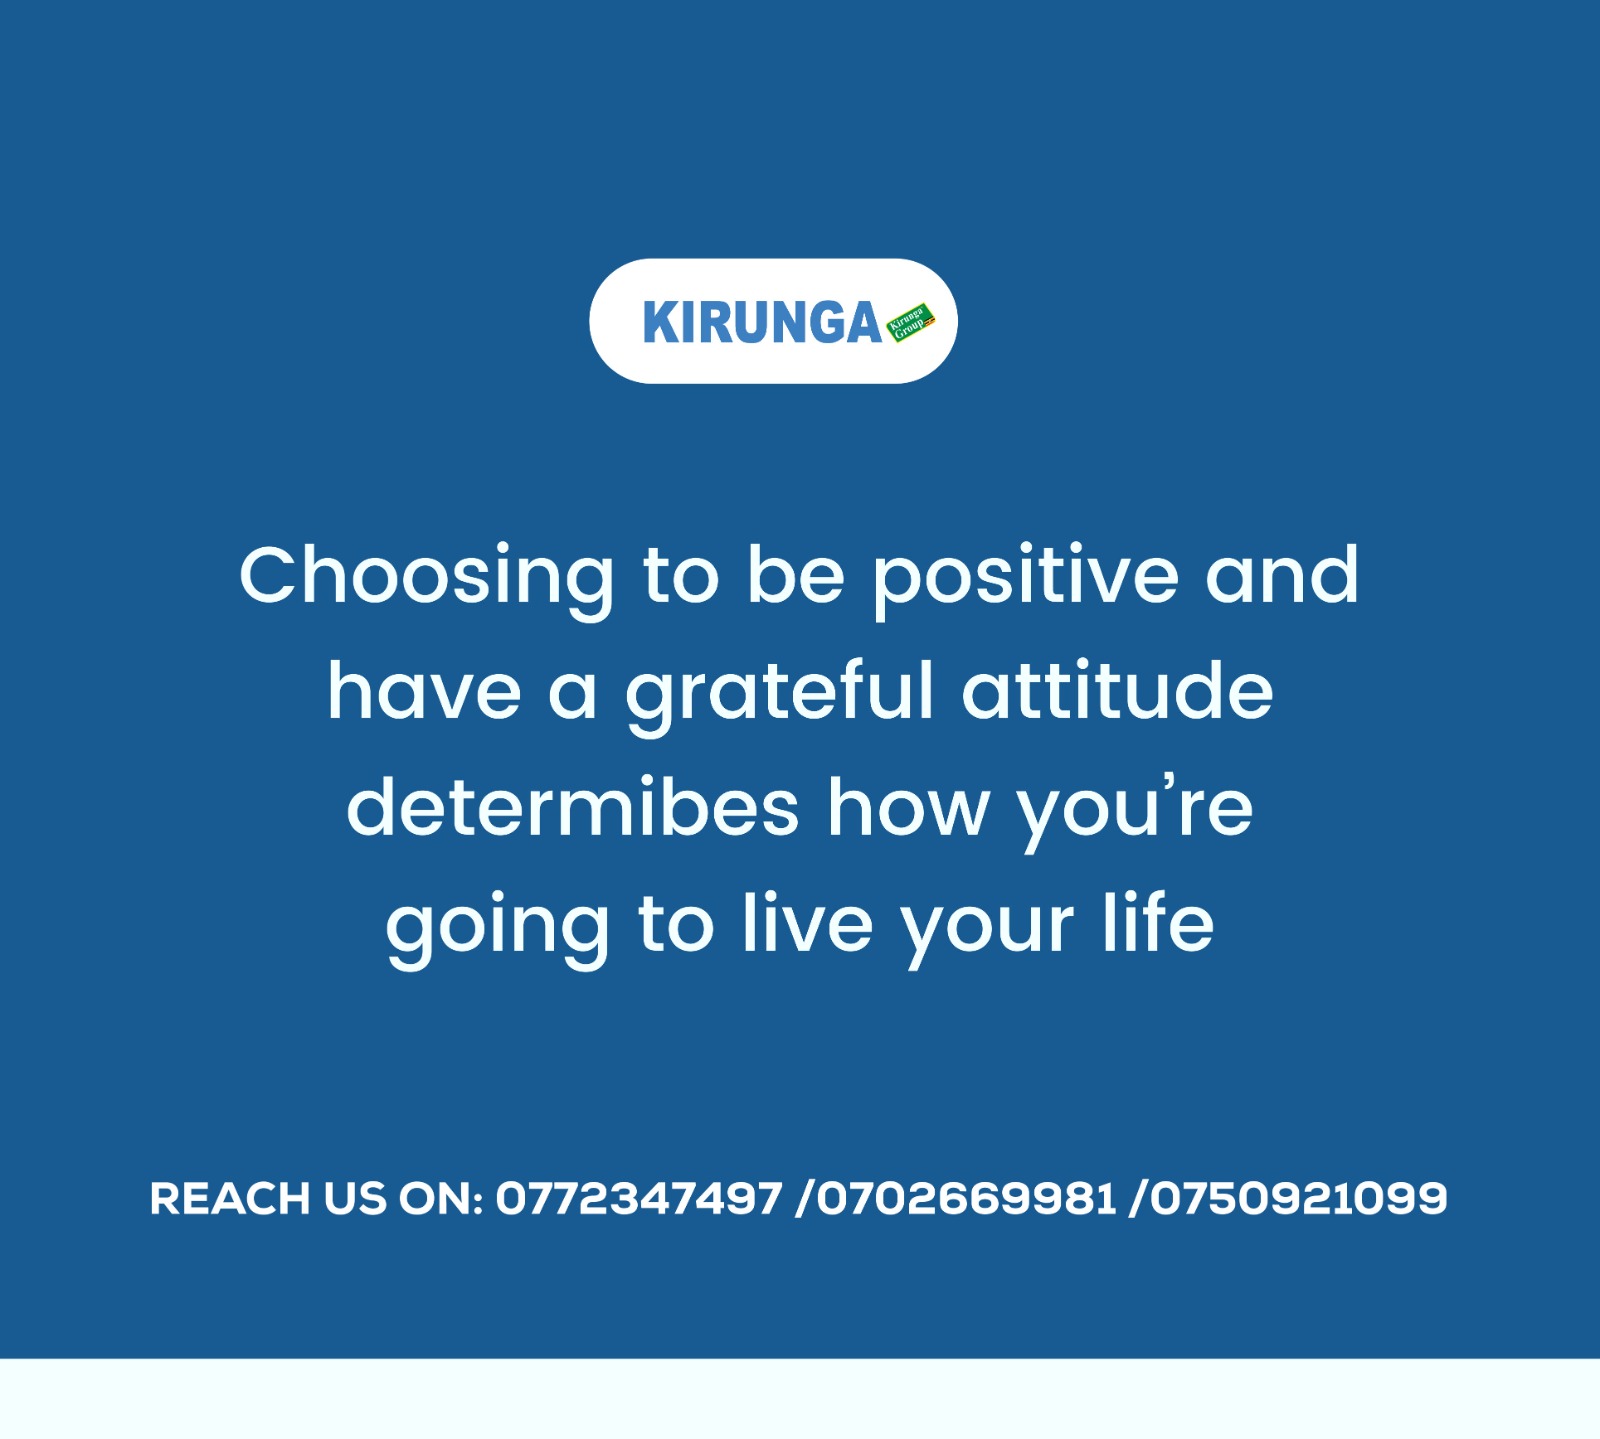 KIRUNGA
Kirunga
Group
Choosing to be positive and
have a grateful attitude
determibes how you’re
going to live your life
REACH US ON: 0772347497 /0702669981 /0750921099